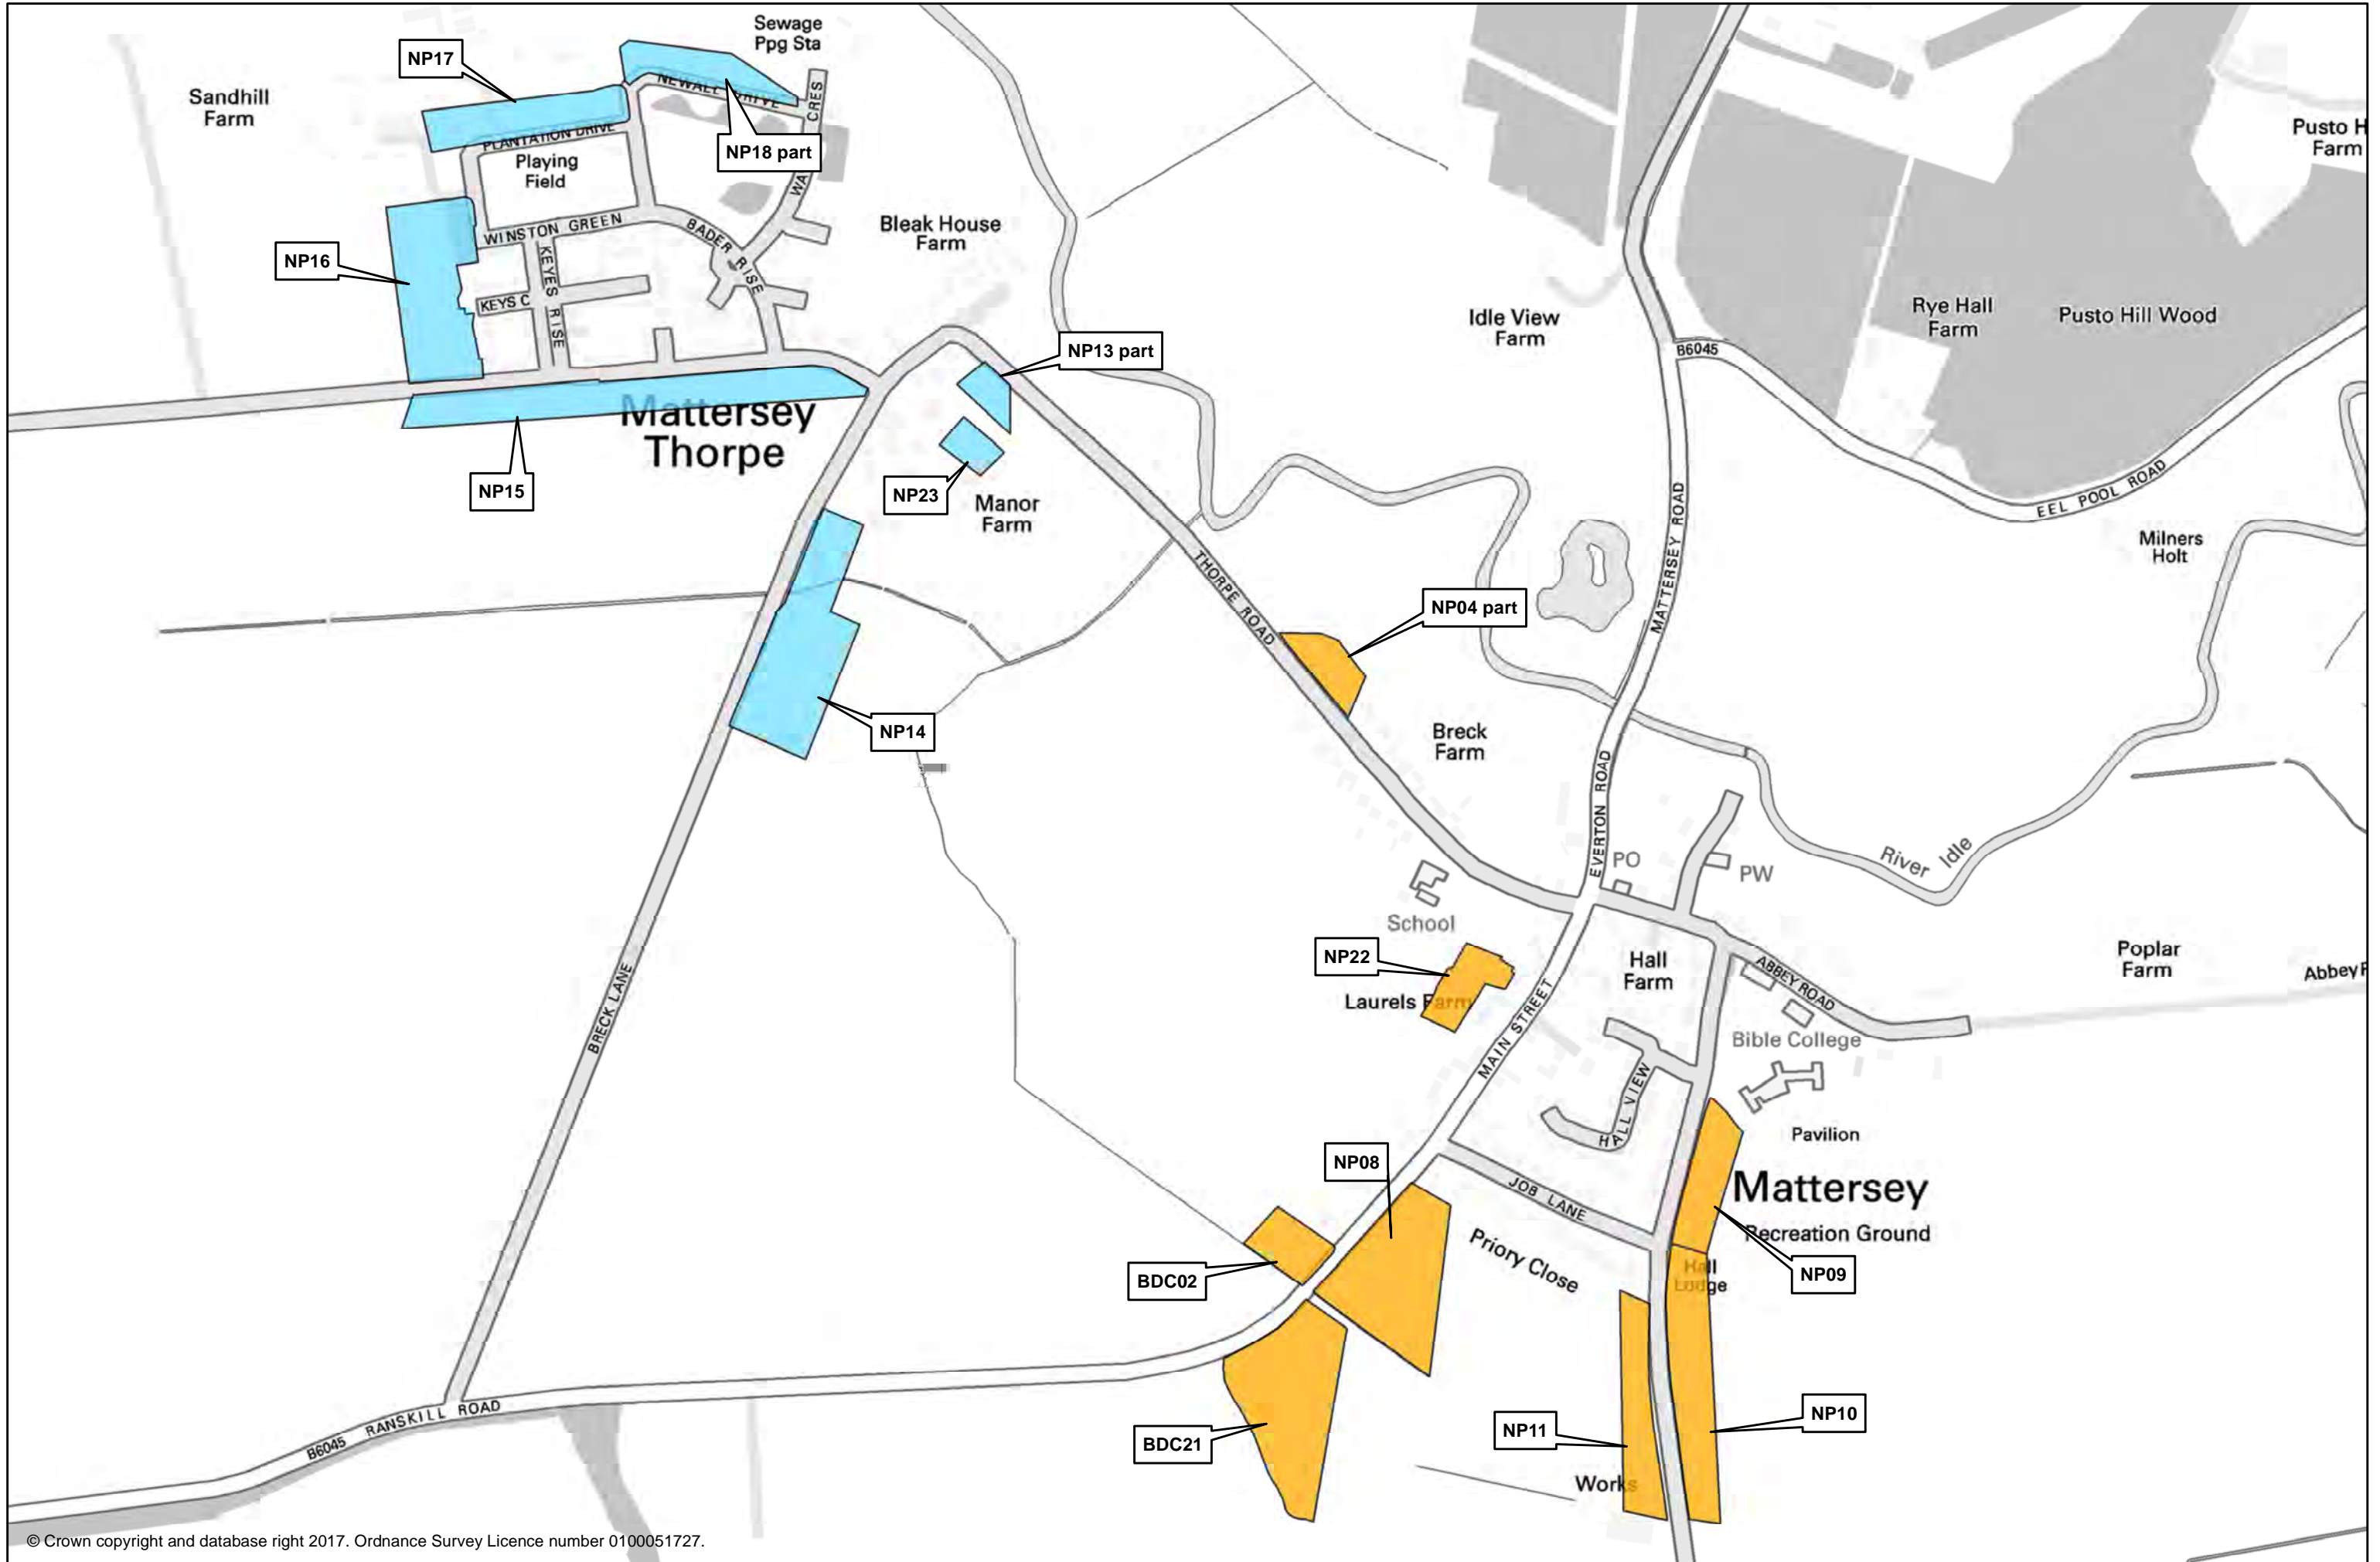 Sewage
Ppg Sta
NP17
Sandhill
Farm
NEWALL DRIVE
CRES
PLANTATION DRIVE
NP18 part
Playing
Field
WA
Pusto H
Farm
WINSTON GREEN
BADER RISE
Bleak House
Farm
NP16
KEYES RISE
KEYS C
Idle View
Farm
Rye Hall
Farm
Pusto Hill Wood
B6045
NP13 part
Mattersey
Thorpe
NP15
NP23
Manor
Farm
EEL POOL ROAD
MATTERSEY ROAD
Milners
Holt
THORPE ROAD
NP04 part
NP14
Breck
Farm
EVERTON ROAD
PO
PW
River Idle
School
NP22
Laurels Farm
Hall
Farm
ABBEY ROAD
Poplar
Farm
Abbey F
BRECK LANE
MAIN STREET
Bible College
HALL VIEW
Pavilion
NP08
JOB LANE
Mattersey
Recreation Ground
Priory Close
BDC02
Hall
Lodge
NP09
NP10
NP11
BDC21
B6045 RANSKILL ROAD
Works
© Crown copyright and database right 2017. Ordnance Survey Licence number 0100051727.